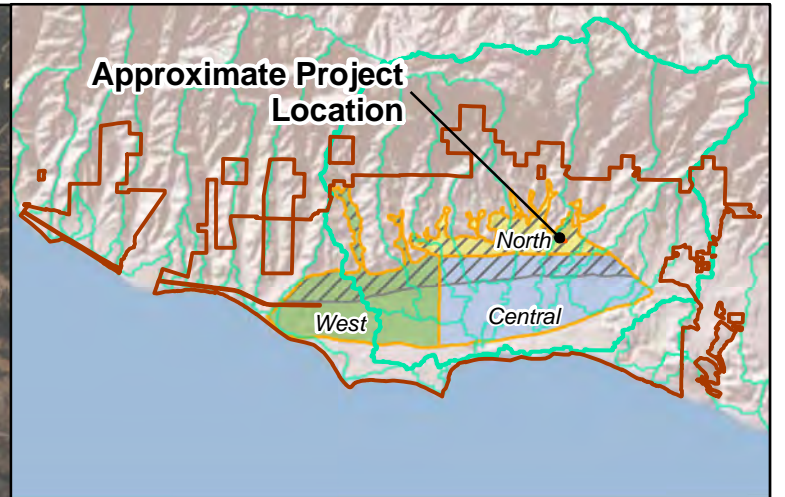 Approximate Project
Location
North
West
Central